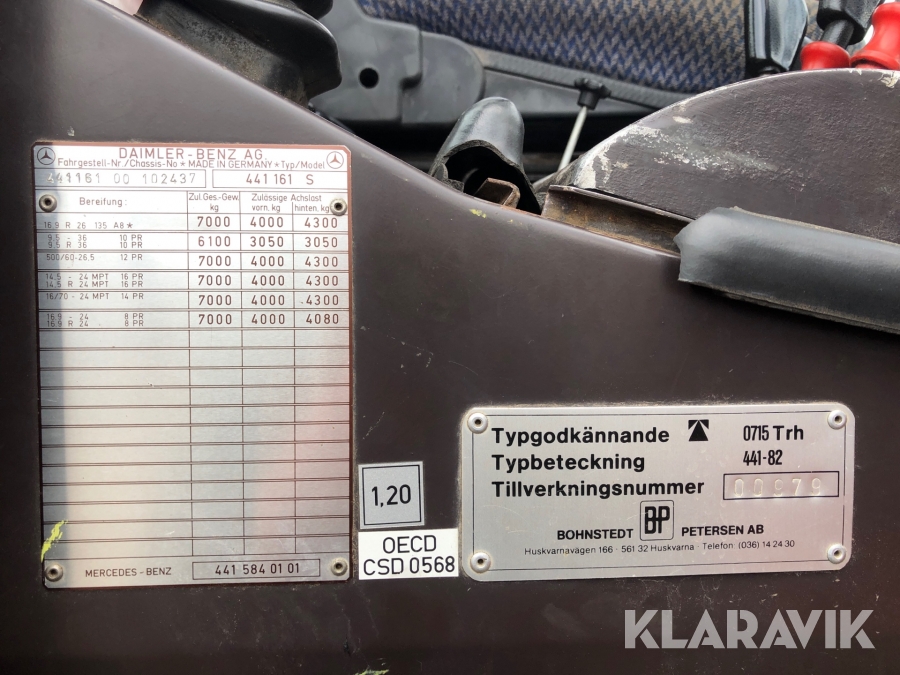 DAIMLER-BENZ AG.
Fahrgestell-Nr./Chassis-No * MADE IN GERMANY * Typ/Model
441161 00 102437 441 161 S
Bereitung: Zul.Ges.-Gew. kg Zulässige vorn. kg Achslast hinten. kg
16.9 R 26 135 A8 * 7000 4000 4300
9.5 - 36 10 PR
9.5 R 36 10 PR 6100 3050 3050
500/60-26.5 12 PR 7000 4000 4300
14.5 - 24 MPT 16 PR
14.5 R 24 MPT 16 PR 7000 4000 4300
16/70 - 24 MPT 14 PR 7000 4000 4300
16.9 - 24 8 PR
16.9 R 24 8 PR 7000 4000 4080
MERCEDES-BENZ 441 584 01 01
1,20
OECD
CSD 0568
Typgodkännande 0715 Trh
Typbeteckning 441-82
Tillverkningsnummer 00979
BOHNSTEDT BP PETERSEN AB
Huskvarnavägen 166 · 561 32 Huskvarna · Telefon (036) 14 24 30
KLARAVIK